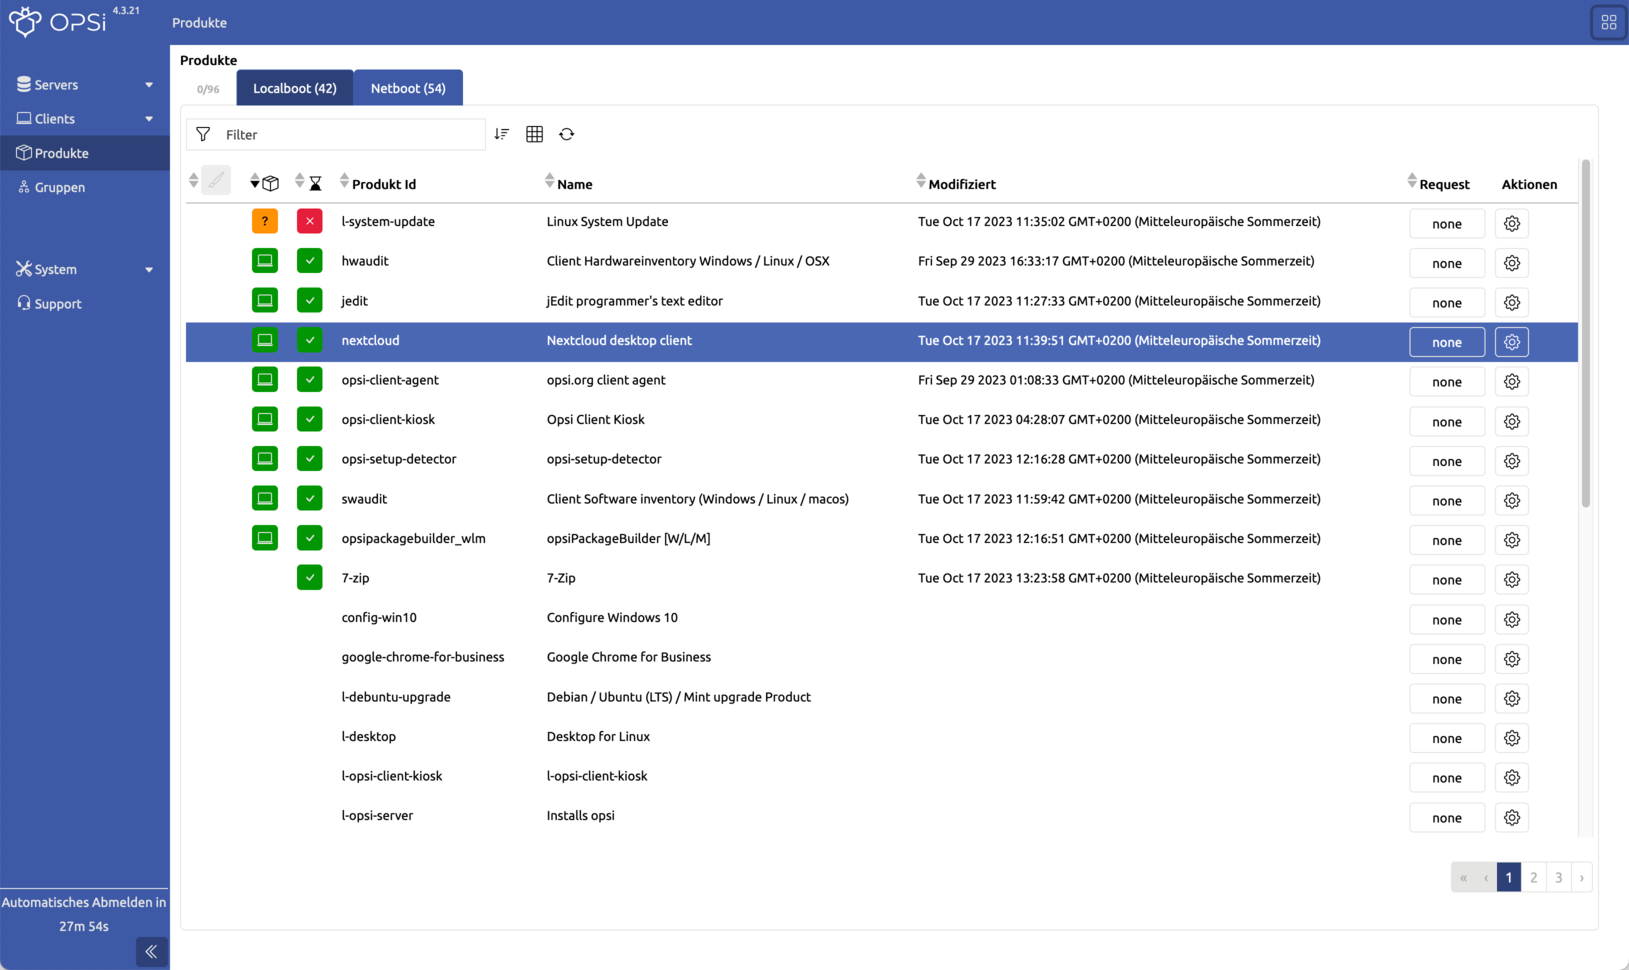 OPSi 4.3.21
Produkte
Servers
Clients
Produkte
Gruppen
System
Support
Automatisches Abmelden in
27m 54s
Produkte
0/96 Localboot (42) Netboot (54)
Filter
Produkt Id Name Modifiziert Request Aktionen
? l-system-update Linux System Update Tue Oct 17 2023 11:35:02 GMT+0200 (Mitteleuropäische Sommerzeit) none
hwaudit Client Hardwareinventory Windows / Linux / OSX Fri Sep 29 2023 16:33:17 GMT+0200 (Mitteleuropäische Sommerzeit) none
jedit jEdit programmer's text editor Tue Oct 17 2023 11:27:33 GMT+0200 (Mitteleuropäische Sommerzeit) none
nextcloud Nextcloud desktop client Tue Oct 17 2023 11:39:51 GMT+0200 (Mitteleuropäische Sommerzeit) none
opsi-client-agent opsi.org client agent Fri Sep 29 2023 01:08:33 GMT+0200 (Mitteleuropäische Sommerzeit) none
opsi-client-kiosk Opsi Client Kiosk Tue Oct 17 2023 04:28:07 GMT+0200 (Mitteleuropäische Sommerzeit) none
opsi-setup-detector opsi-setup-detector Tue Oct 17 2023 12:16:28 GMT+0200 (Mitteleuropäische Sommerzeit) none
swaudit Client Software inventory (Windows / Linux / macos) Tue Oct 17 2023 11:59:42 GMT+0200 (Mitteleuropäische Sommerzeit) none
opsipackagebuilder_wlm opsiPackageBuilder [W/L/M] Tue Oct 17 2023 12:16:51 GMT+0200 (Mitteleuropäische Sommerzeit) none
7-zip 7-Zip Tue Oct 17 2023 13:23:58 GMT+0200 (Mitteleuropäische Sommerzeit) none
config-win10 Configure Windows 10 none
google-chrome-for-business Google Chrome for Business none
l-debuntu-upgrade Debian / Ubuntu (LTS) / Mint upgrade Product none
l-desktop Desktop for Linux none
l-opsi-client-kiosk l-opsi-client-kiosk none
l-opsi-server Installs opsi none
« ‹ 1 2 3 ›